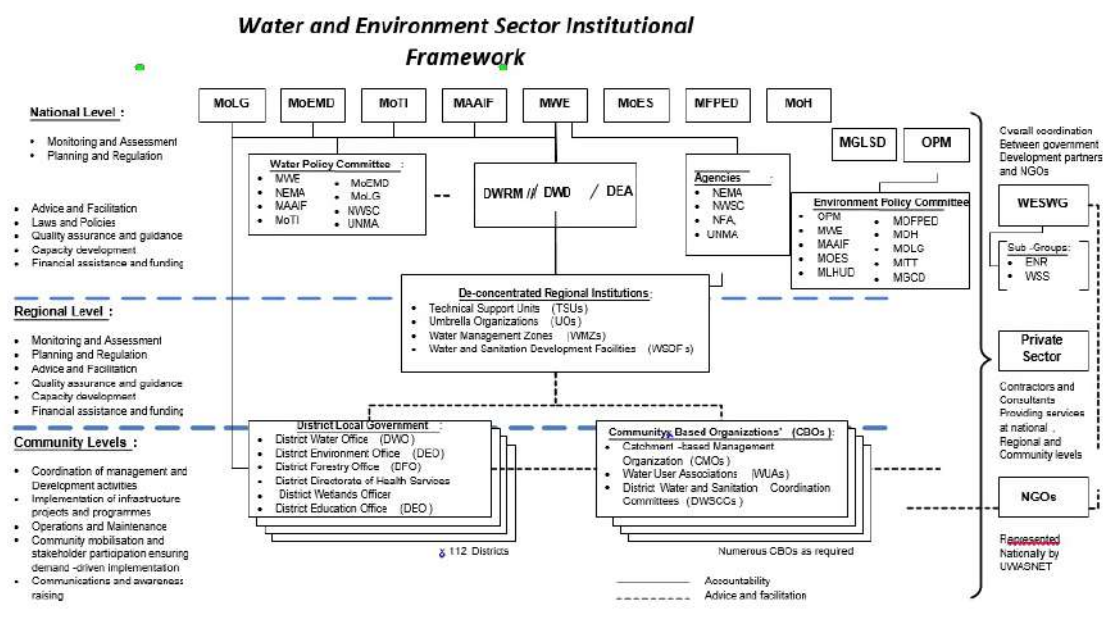 Water and Environment Sector Institutional
Framework
MoLG
MoEMD
MoTI
MAAIF
MWE
MoES
MFPED
MoH
MGLSD
OPM
National Level :
• Monitoring and Assessment
• Planning and Regulation
• Advice and Facilitation
• Laws and Policies
• Quality assurance and guidance
• Capacity development
• Financial assistance and funding
Water Policy Committee :
• MWE
• NEMA
• MAAIF
• MoTI
• MoEMD
• MoLG
• NWSC
• UNMA
DWRM // DWD / DEA
Agencies :
• NEMA
• NWSC
• NFA,
• UNMA
Environment Policy Committee
• OPM
• MWE
• MAAIF
• MOES
• MLHUD
• MOFPED
• MOH
• MOLG
• MITT
• MGCD
Overall coordination
Between government
Development partners
and NGOs
WESWG
Sub -Groups:
• ENR
• WSS
De-concentrated Regional Institutions:
• Technical Support Units (TSUs)
• Umbrella Organizations (UOs)
• Water Management Zones (WMZs)
• Water and Sanitation Development Facilities (WSDF s)
Regional Level :
• Monitoring and Assessment
• Planning and Regulation
• Advice and Facilitation
• Quality assurance and guidance
• Capacity development
• Financial assistance and funding
Private
Sector
Contractors and
Consultants
Providing services
at national ,
Regional and
Community levels
Community Levels :
• Coordination of management and
Development activities
• Implementation of infrastructure
projects and programmes
• Operations and Maintenance
• Community mobilisation and
stakeholder participation ensuring
demand -driven implementation
• Communications and awareness
raising
District Local Government :
• District Water Office (DWO)
• District Environment Office (DEO)
• District Forestry Office (DFO)
• District Directorate of Health Services
• District Wetlands Officer
• District Education Office (DEO)
x 112 Districts
Community Based Organizations' (CBOs ):
• Catchment -based Management
Organization (CMOs)
• Water User Associations (WUAs)
• District Water and Sanitation Coordination
Committees (DWSCCs)
Numerous CBOs as required
NGOs
Represented
Nationally by
UWASNET
Accountability
Advice and facilitation